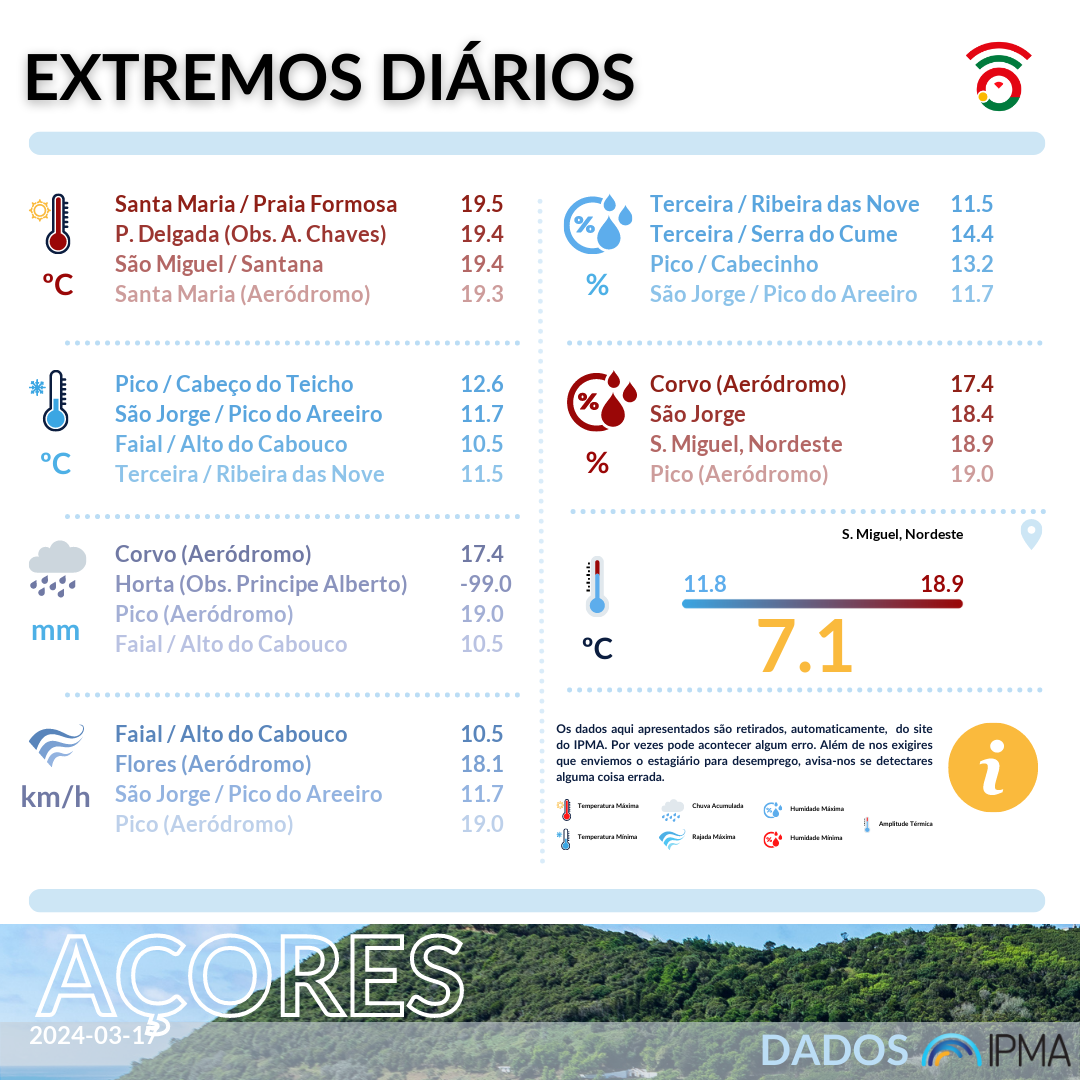 EXTREMOS DIÁRIOS
Santa Maria / Praia Formosa 19.5
P. Delgada (Obs. A. Chaves) 19.4
São Miguel / Santana 19.4
Santa Maria (Aeródromo) 19.3
ºC
Pico / Cabeço do Teicho 12.6
São Jorge / Pico do Areeiro 11.7
Faial / Alto do Cabouco 10.5
Terceira / Ribeira das Nove 11.5
ºC
Corvo (Aeródromo) 17.4
Horta (Obs. Principe Alberto) -99.0
Pico (Aeródromo) 19.0
Faial / Alto do Cabouco 10.5
mm
Faial / Alto do Cabouco 10.5
Flores (Aeródromo) 18.1
São Jorge / Pico do Areeiro 11.7
Pico (Aeródromo) 19.0
km/h
%
Terceira / Ribeira das Nove 11.5
Terceira / Serra do Cume 14.4
Pico / Cabecinho 13.2
São Jorge / Pico do Areeiro 11.7
%
%
Corvo (Aeródromo) 17.4
São Jorge 18.4
S. Miguel, Nordeste 18.9
Pico (Aeródromo) 19.0
%
S. Miguel, Nordeste
11.8 18.9
7.1
ºC
Os dados aqui apresentados são retirados, automaticamente, do site
do IPMA. Por vezes pode acontecer algum erro. Além de nos exigires
que enviemos o estagiário para desemprego, avisa-nos se detectares
alguma coisa errada.
i
Temperatura Máxima Chuva Acumulada Humidade Máxima
Amplitude Térmica
Temperatura Mínima Rajada Máxima Humidade Mínima
AÇORES
2024-03-17
DADOS IPMA